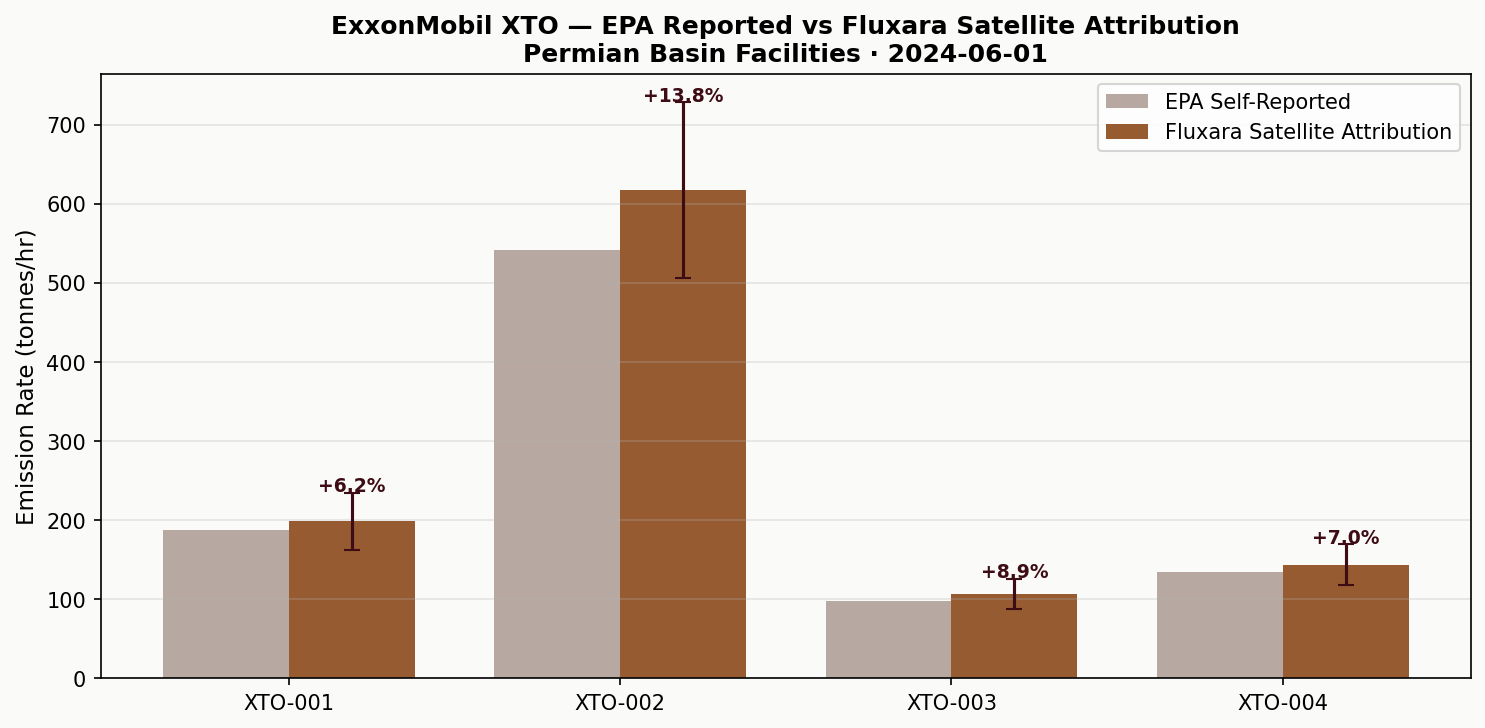 ExxonMobil XTO — EPA Reported vs Fluxara Satellite Attribution
Permian Basin Facilities · 2024-06-01
EPA Self-Reported
Fluxara Satellite Attribution
Emission Rate (tonnes/hr)
700
600
500
400
300
200
100
0
+6.2%
+13.8%
+8.9%
+7.0%
XTO-001
XTO-002
XTO-003
XTO-004